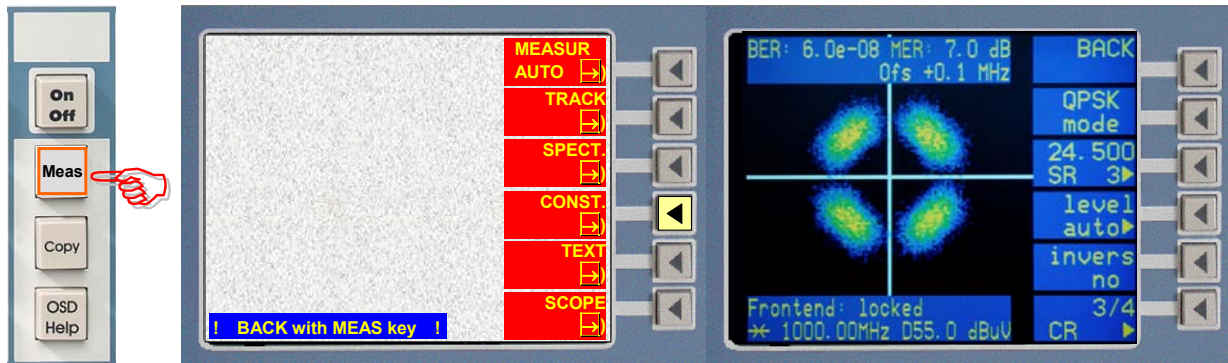 On
Off
Meas
Copy
OSD
Help
MEASUR
AUTO
TRACK
SPECT.
CONST.
TEXT
SCOPE
! BACK with MEAS key !
BER: 6.0e-08 MER: 7.0 dB
Ofs +0.1 MHz
BACK
QPSK
mode
24.500
SR 3▶
level
auto▶
invers
no
3/4
CR ▶
Frontend: locked
1000.00MHz D55.0 dBuV